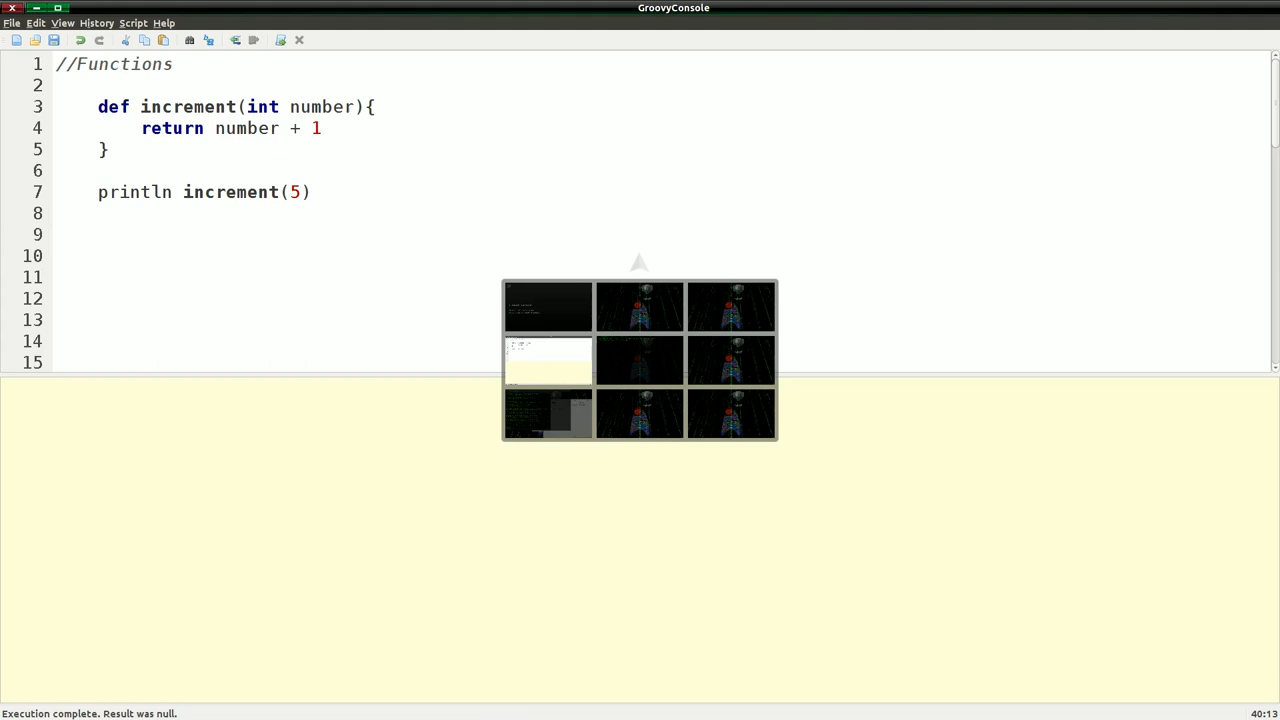 GroovyConsole
File Edit View History Script Help
1 //Functions
2
3 def increment(int number){
4 return number + 1
5 }
6
7 println increment(5)
8
9
10
11
12
13
14
15
Execution complete. Result was null.
40:13